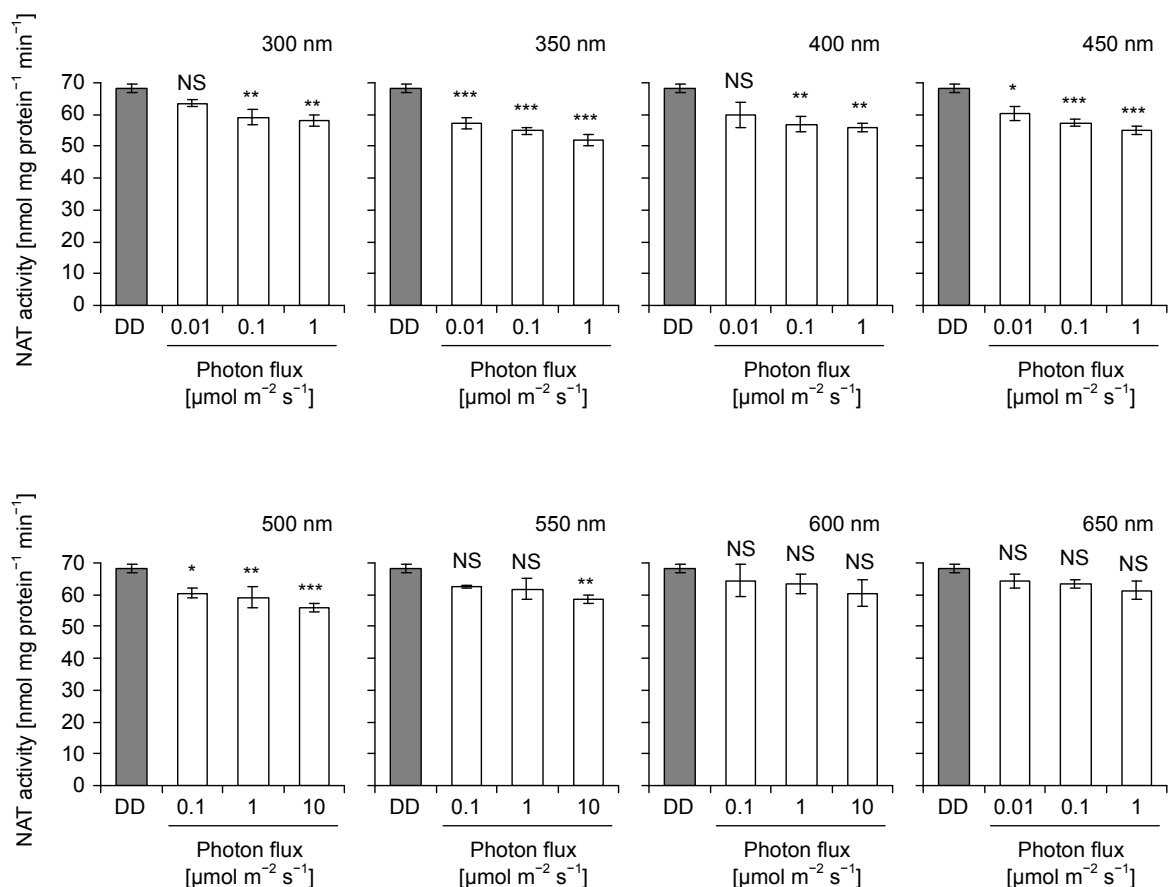 300 nm
350 nm
400 nm
450 nm
NAT activity [nmol mg protein⁻¹ min⁻¹]
70
60
50
40
30
20
10
0
NS
**
**
***
***
***
NS
**
**
*
***
***
DD 0.01 0.1 1
DD 0.01 0.1 1
DD 0.01 0.1 1
DD 0.01 0.1 1
Photon flux
[µmol m⁻² s⁻¹]
Photon flux
[µmol m⁻² s⁻¹]
Photon flux
[µmol m⁻² s⁻¹]
Photon flux
[µmol m⁻² s⁻¹]
500 nm
550 nm
600 nm
650 nm
NAT activity [nmol mg protein⁻¹ min⁻¹]
70
60
50
40
30
20
10
0
*
**
***
NS
NS
**
NS
NS
NS
NS
NS
NS
DD 0.1 1 10
DD 0.1 1 10
DD 0.1 1 10
DD 0.01 0.1 1
Photon flux
[µmol m⁻² s⁻¹]
Photon flux
[µmol m⁻² s⁻¹]
Photon flux
[µmol m⁻² s⁻¹]
Photon flux
[µmol m⁻² s⁻¹]